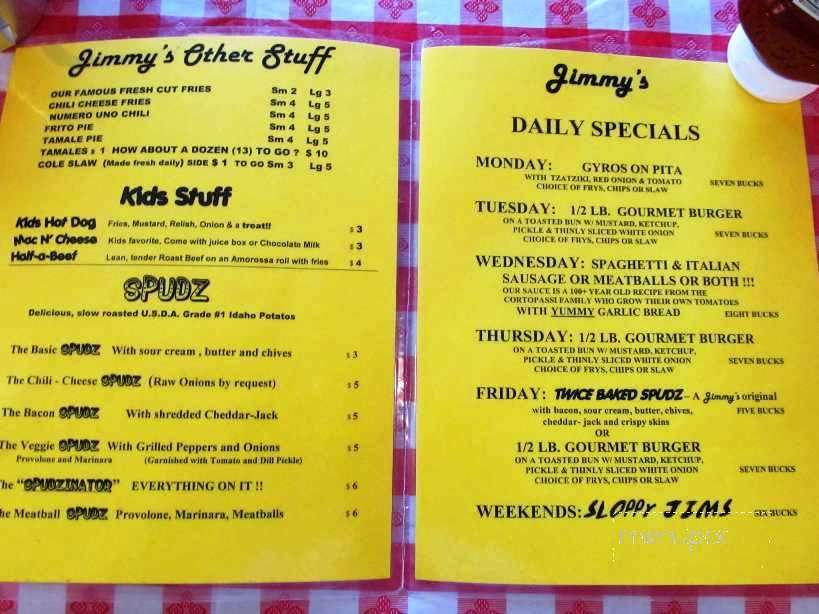 Jimmy's Other Stuff
OUR FAMOUS FRESH CUT FRIES Sm 2 Lg 3
CHILI CHEESE FRIES Sm 4 Lg 5
NUMERO UNO CHILI Sm 4 Lg 5
FRITO PIE Sm 4 Lg 5
TAMALE PIE Sm 4 Lg 5
TAMALES $ 1 HOW ABOUT A DOZEN (13) TO GO ? $ 10
COLE SLAW (Made fresh daily) SIDE $ 1 TO GO Sm 3 Lg 5
Kids Stuff
Kids Hot Dog Fries, Mustard, Relish, Onion & a treat!! $ 3
Mac N' Cheese Kids favorite. Come with juice box or Chocolate Milk $ 3
Half-a-Beef Lean, tender Roast Beef on an Amorossa roll with fries $ 4
SPUDZ
Delicious, slow roasted U.S.D.A. Grade #1 Idaho Potatos
The Basic SPUDZ With sour cream , butter and chives $ 3
The Chili - Cheese SPUDZ (Raw Onions by request) $ 5
The Bacon SPUDZ With shredded Cheddar-Jack $ 5
The Veggie SPUDZ With Grilled Peppers and Onions $ 5
Provolone and Marinara (Garnished with Tomato and Dill Pickle)
The "SPUDZINATOR" EVERYTHING ON IT !! $ 6
The Meatball SPUDZ Provolone, Marinara, Meatballs $ 6
Jimmy's
DAILY SPECIALS
MONDAY: GYROS ON PITA
WITH TZATZIKI, RED ONION & TOMATO SEVEN BUCKS
CHOICE OF FRYS, CHIPS OR SLAW
TUESDAY: 1/2 LB. GOURMET BURGER
ON A TOASTED BUN W/ MUSTARD, KETCHUP,
PICKLE & THINLY SLICED WHITE ONION SEVEN BUCKS
CHOICE OF FRYS, CHIPS OR SLAW
WEDNESDAY: SPAGHETTI & ITALIAN
SAUSAGE OR MEATBALLS OR BOTH !!!
OUR SAUCE IS A 100+ YEAR OLD RECIPE FROM THE
CORTOPASSI FAMILY WHO GROW THEIR OWN TOMATOES
WITH YUMMY GARLIC BREAD EIGHT BUCKS
THURSDAY: 1/2 LB. GOURMET BURGER
ON A TOASTED BUN W/ MUSTARD, KETCHUP,
PICKLE & THINLY SLICED WHITE ONION SEVEN BUCKS
CHOICE OF FRYS, CHIPS OR SLAW
FRIDAY: TWICE BAKED SPUDZ – A Jimmy's original
with bacon, sour cream, butter, chives, FIVE BUCKS
cheddar- jack and crispy skins
OR
1/2 LB. GOURMET BURGER
ON A TOASTED BUN W/ MUSTARD, KETCHUP,
PICKLE & THINLY SLICED WHITE ONION SEVEN BUCKS
CHOICE OF FRYS, CHIPS OR SLAW
WEEKENDS: SLOPPY JIMS SIX BUCKS